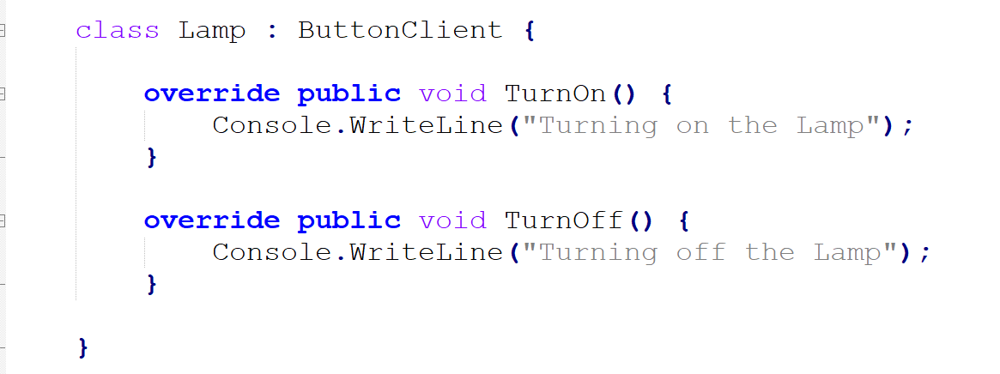 class Lamp : ButtonClient {
override public void TurnOn() {
Console.WriteLine("Turning on the Lamp");
}
override public void TurnOff() {
Console.WriteLine("Turning off the Lamp");
}
}